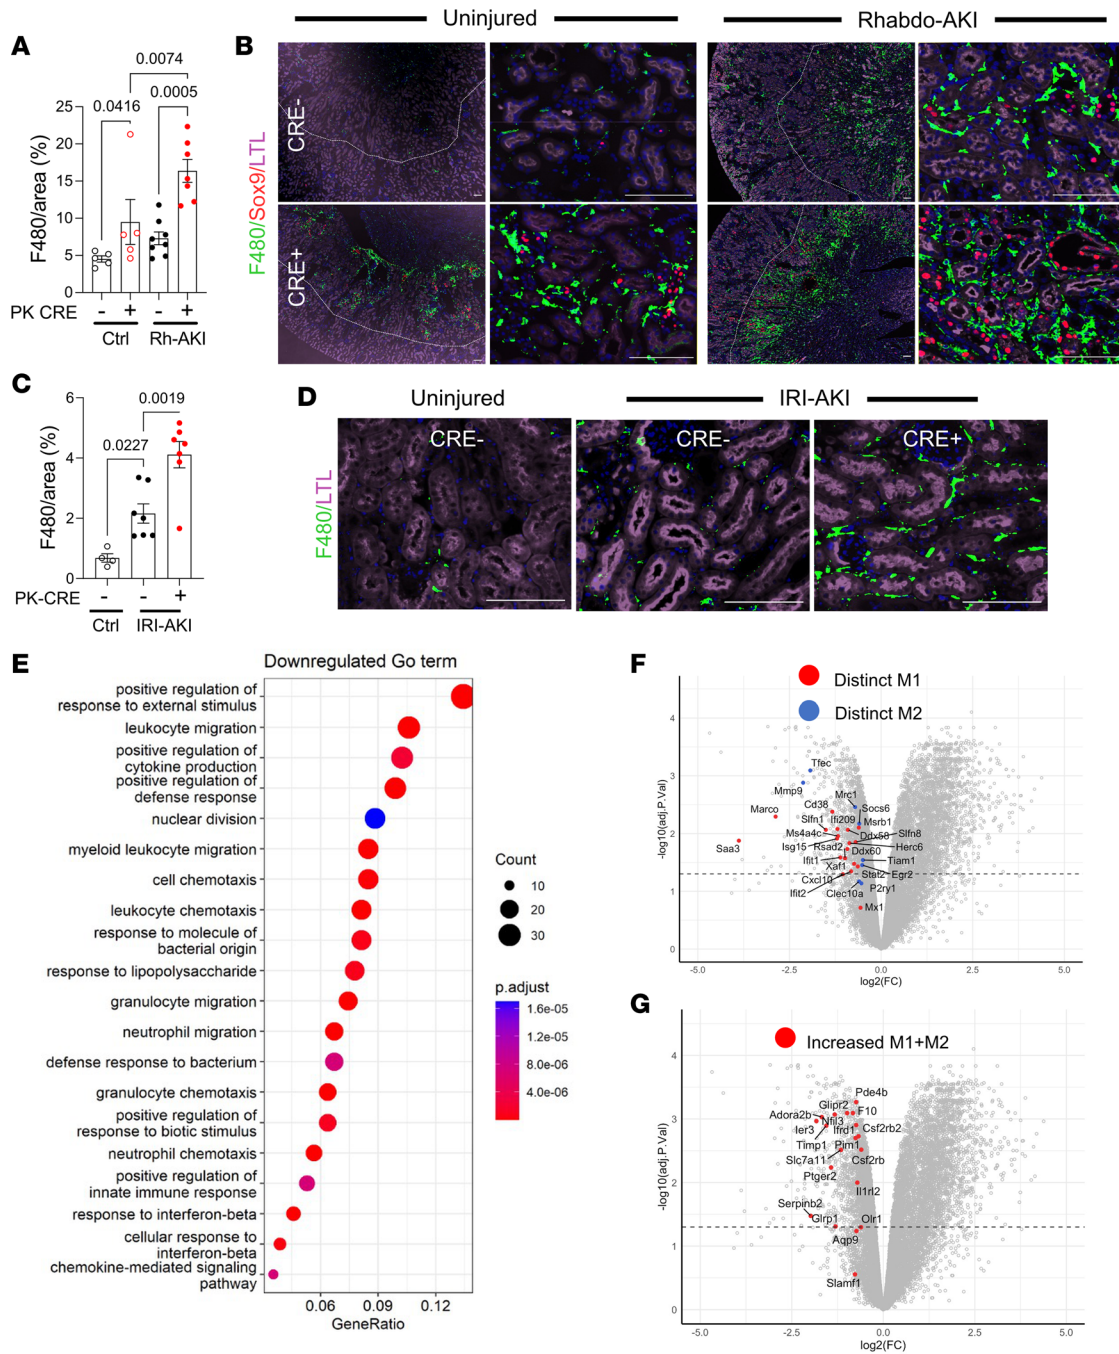 A
0.0074
0.0416
0.0005
F480/area (%)
25
20
15
10
5
0
PK CRE
- + - +
Ctrl
Rh-AKI
B
Uninjured
Rhabdo-AKI
F480/Sox9/LTL
CRE-
CRE+
C
0.0019
0.0227
F480/area (%)
6
4
2
0
PK-CRE
- - +
Ctrl
IRI-AKI
D
Uninjured
IRI-AKI
F480/LTL
CRE-
CRE-
CRE+
E
Downregulated Go term
positive regulation of
response to external stimulus
leukocyte migration
positive regulation of
cytokine production
positive regulation of
defense response
nuclear division
myeloid leukocyte migration
cell chemotaxis
leukocyte chemotaxis
response to molecule of
bacterial origin
response to lipopolysaccharide
granulocyte migration
neutrophil migration
defense response to bacterium
granulocyte chemotaxis
positive regulation of
response to biotic stimulus
neutrophil chemotaxis
positive regulation of
innate immune response
response to interferon-beta
cellular response to
interferon-beta
chemokine-mediated signaling
pathway
0.06 0.09 0.12
GeneRatio
Count
10
20
30
p.adjust
1.6e-05
1.2e-05
8.0e-06
4.0e-06
F
Distinct M1
Distinct M2
-log10(adj.P.Val)
4
3
2
1
0
Tfec
Mmp9
Mrc1
Marco
Cd38
Socs6
Slfn1
Ifi209
Msrb1
Ms4a4c
Ddx58
Slfn8
Saa3
Isg15
Rsad2
Herc6
Ddx60
Ifit1
Xaf1
Tiam1
Stat2
Egr2
Cxcl10
Ifit2
Clec10a
P2ry1
Mx1
-5.0 -2.5 0.0 2.5 5.0
log2(FC)
G
Increased M1+M2
-log10(adj.P.Val)
4
3
2
1
0
Pde4b
Glipr2
F10
Adora2b
Nfil3
Ier3
Ifrd1
Csf2rb2
Timp1
Pim1
Slc7a11
Csf2rb
Ptger2
Il1rl2
Serpinb2
Glrp1
Olr1
Aqp9
Slamf1
-5.0 -2.5 0.0 2.5 5.0
log2(FC)